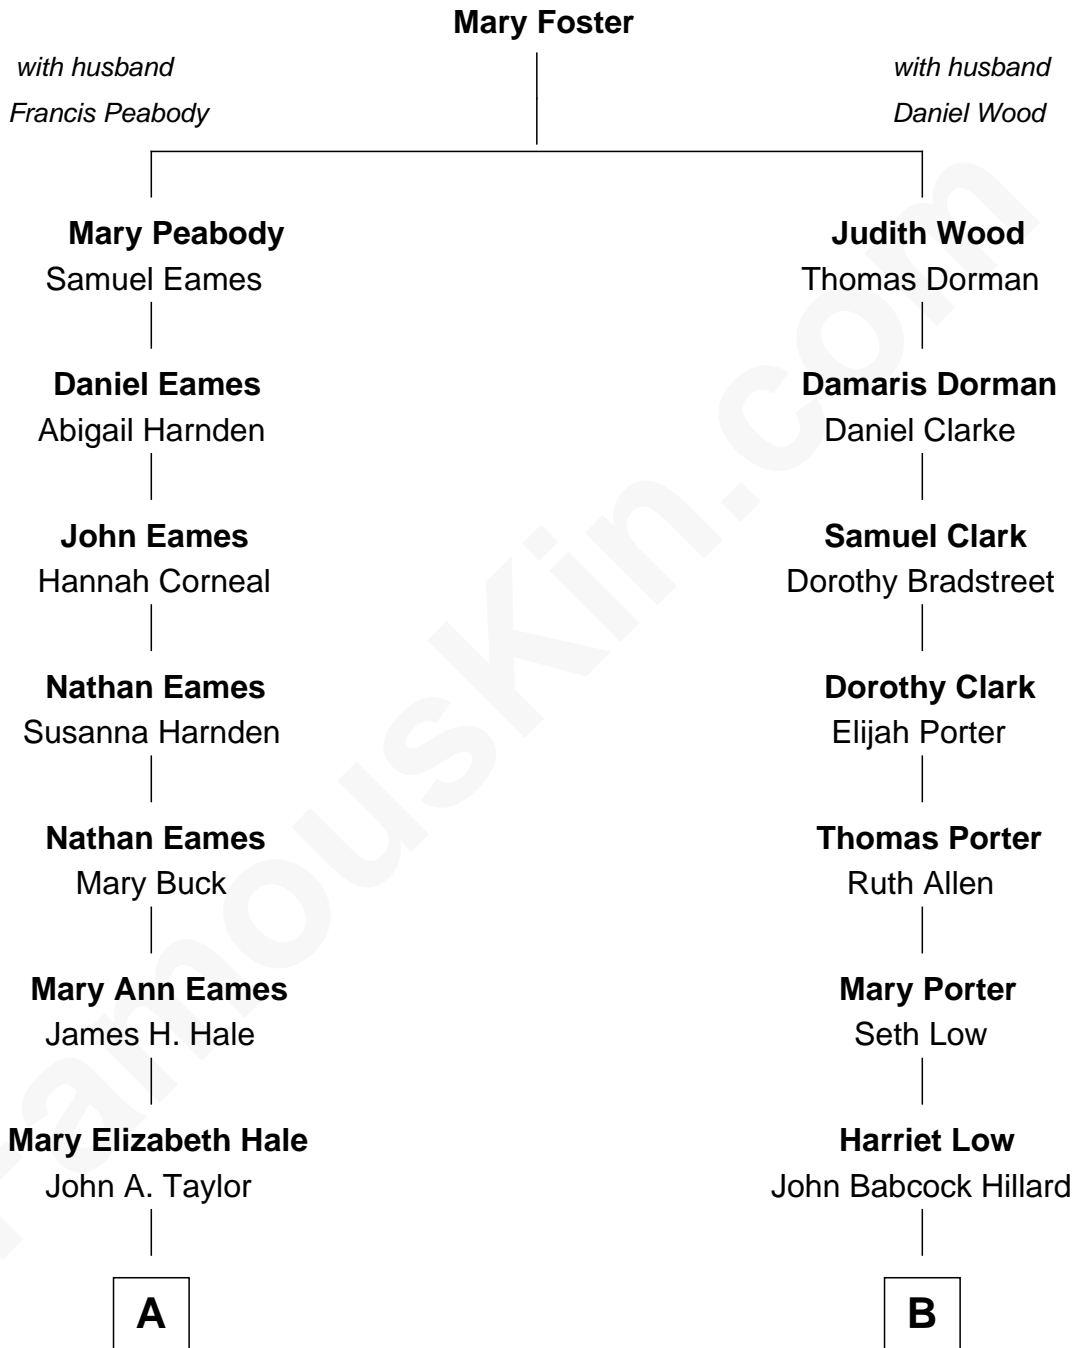 Mary Foster
with husband
Francis Peabody
with husband
Daniel Wood
Mary Peabody
Samuel Eames
Judith Wood
Thomas Dorman
Daniel Eames
Abigail Harnden
Damaris Dorman
Daniel Clarke
John Eames
Hannah Corneal
Samuel Clark
Dorothy Bradstreet
Nathan Eames
Susanna Harnden
Dorothy Clark
Elijah Porter
Nathan Eames
Mary Buck
Thomas Porter
Ruth Allen
Mary Ann Eames
James H. Hale
Mary Porter
Seth Low
Mary Elizabeth Hale
John A. Taylor
Harriet Low
John Babcock Hillard
A
B
FamousKin.com